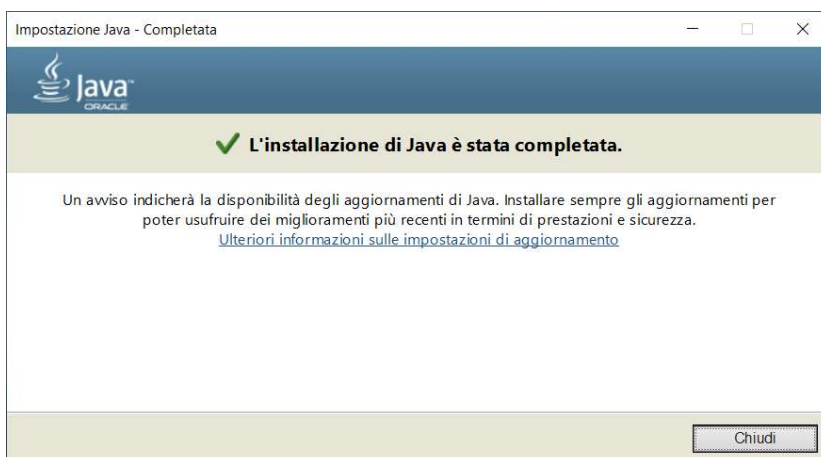 Impostazione Java - Completata
Java™
ORACLE
L'installazione di Java è stata completata.
Un avviso indicherà la disponibilità degli aggiornamenti di Java. Installare sempre gli aggiornamenti per
poter usufruire dei miglioramenti più recenti in termini di prestazioni e sicurezza.
Ulteriori informazioni sulle impostazioni di aggiornamento
Chiudi